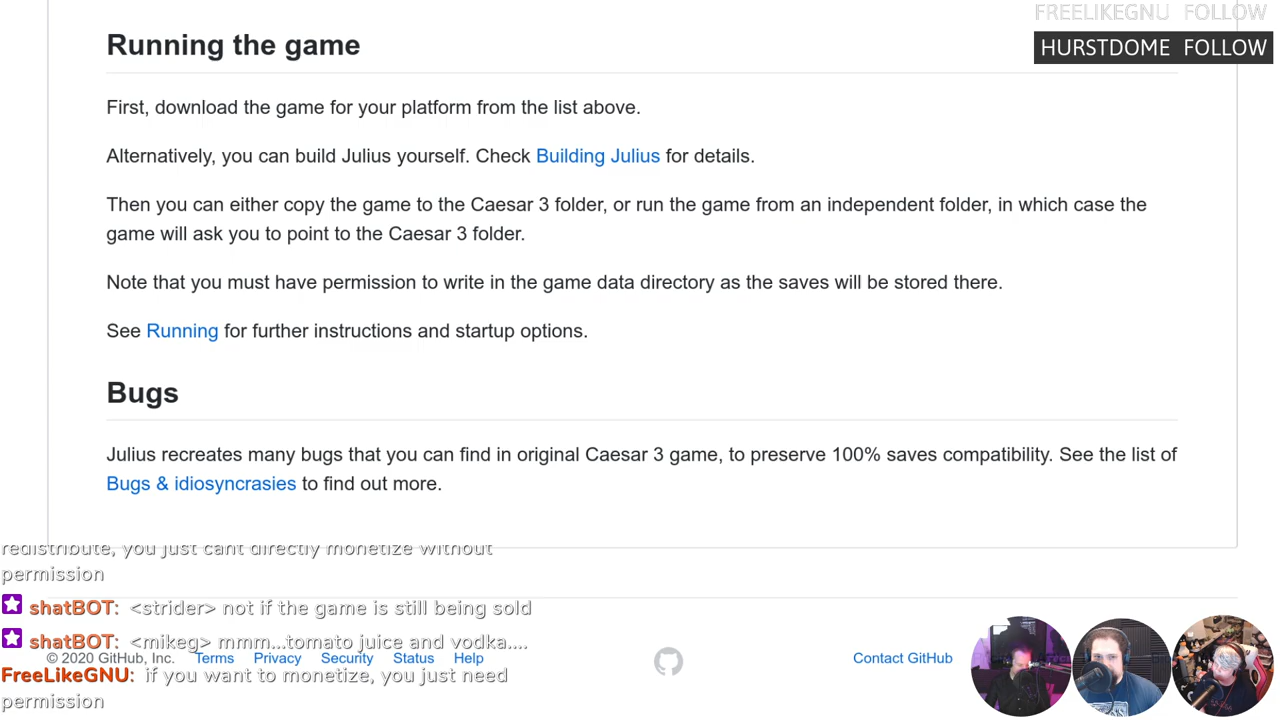 FREELIKEGNU FOLLOW
HURSTDOME FOLLOW
Running the game
First, download the game for your platform from the list above.
Alternatively, you can build Julius yourself. Check Building Julius for details.
Then you can either copy the game to the Caesar 3 folder, or run the game from an independent folder, in which case the
game will ask you to point to the Caesar 3 folder.
Note that you must have permission to write in the game data directory as the saves will be stored there.
See Running for further instructions and startup options.
Bugs
Julius recreates many bugs that you can find in original Caesar 3 game, to preserve 100% saves compatibility. See the list of
Bugs & idiosyncrasies to find out more.
redistribute, you just cant directly monetize without
permission
shatBOT: <strider> not if the game is still being sold
shatBOT: <mikeg> mmm...tomato juice and vodka....
© 2020 GitHub, Inc. Terms Privacy Security Status Help Contact GitHub
FreeLikeGNU: if you want to monetize, you just need
permission